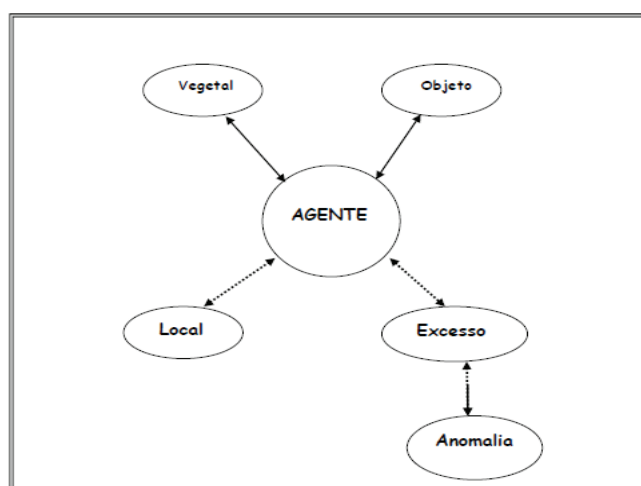 Vegetal
Objeto
AGENTE
Local
Excesso
Anomalia